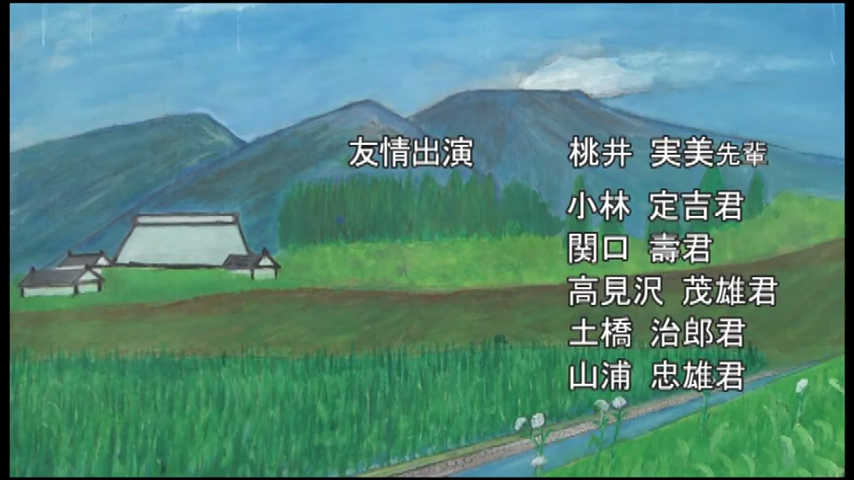 友情出演 桃井 実美先輩
小林 定吉君
関口 壽君
高見沢 茂雄君
土橋 治郎君
山浦 忠雄君